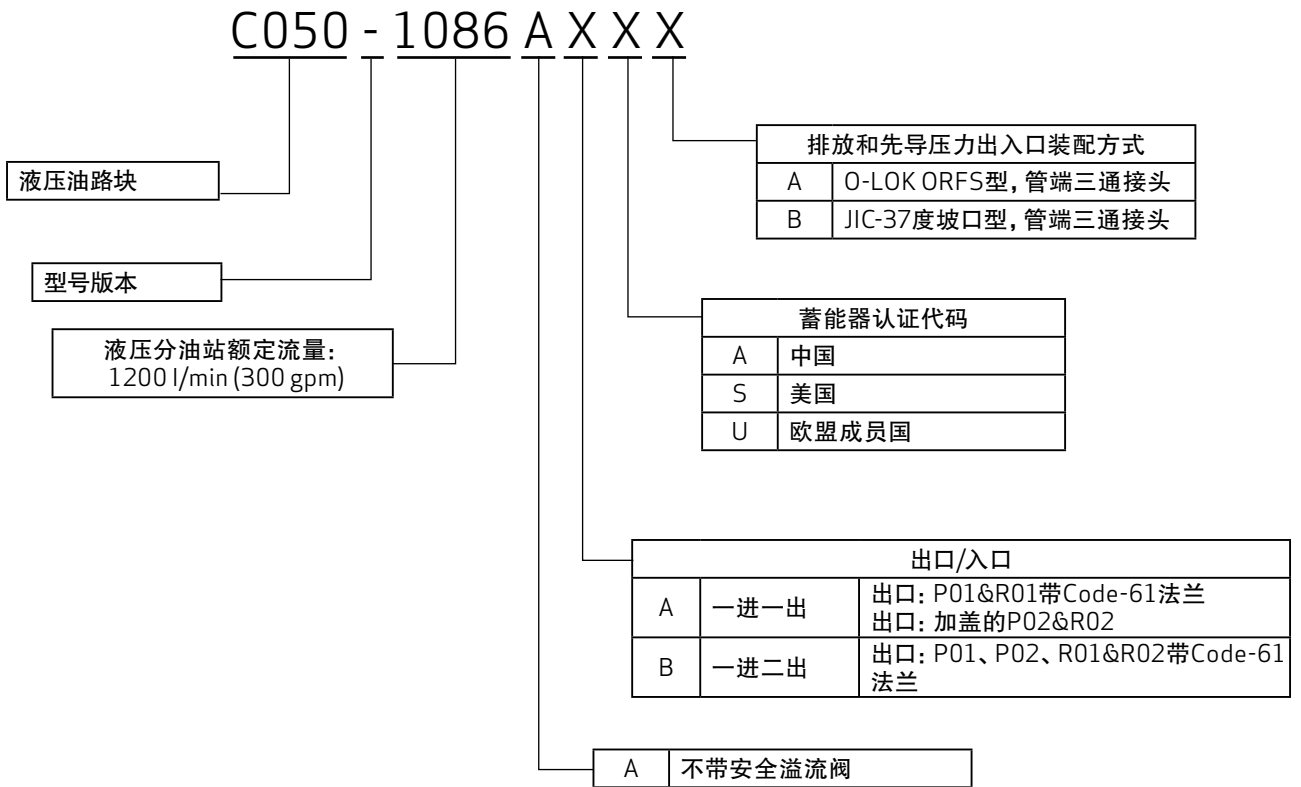 C050 - 1086 A X X X
排放和先导压力出入口装配方式
A O-LOK ORFS型，管端三通接头
B JIC-37度坡口型，管端三通接头
液压油路块
型号版本
液压分油站额定流量：
1200 l/min (300 gpm)
蓄能器认证代码
A 中国
S 美国
U 欧盟成员国
出口/入口
A 一进一出 出口：P01&R01带Code-61法兰
出口：加盖的P02&R02
B 一进二出 出口：P01、P02、R01&R02带Code-61
法兰
A 不带安全溢流阀